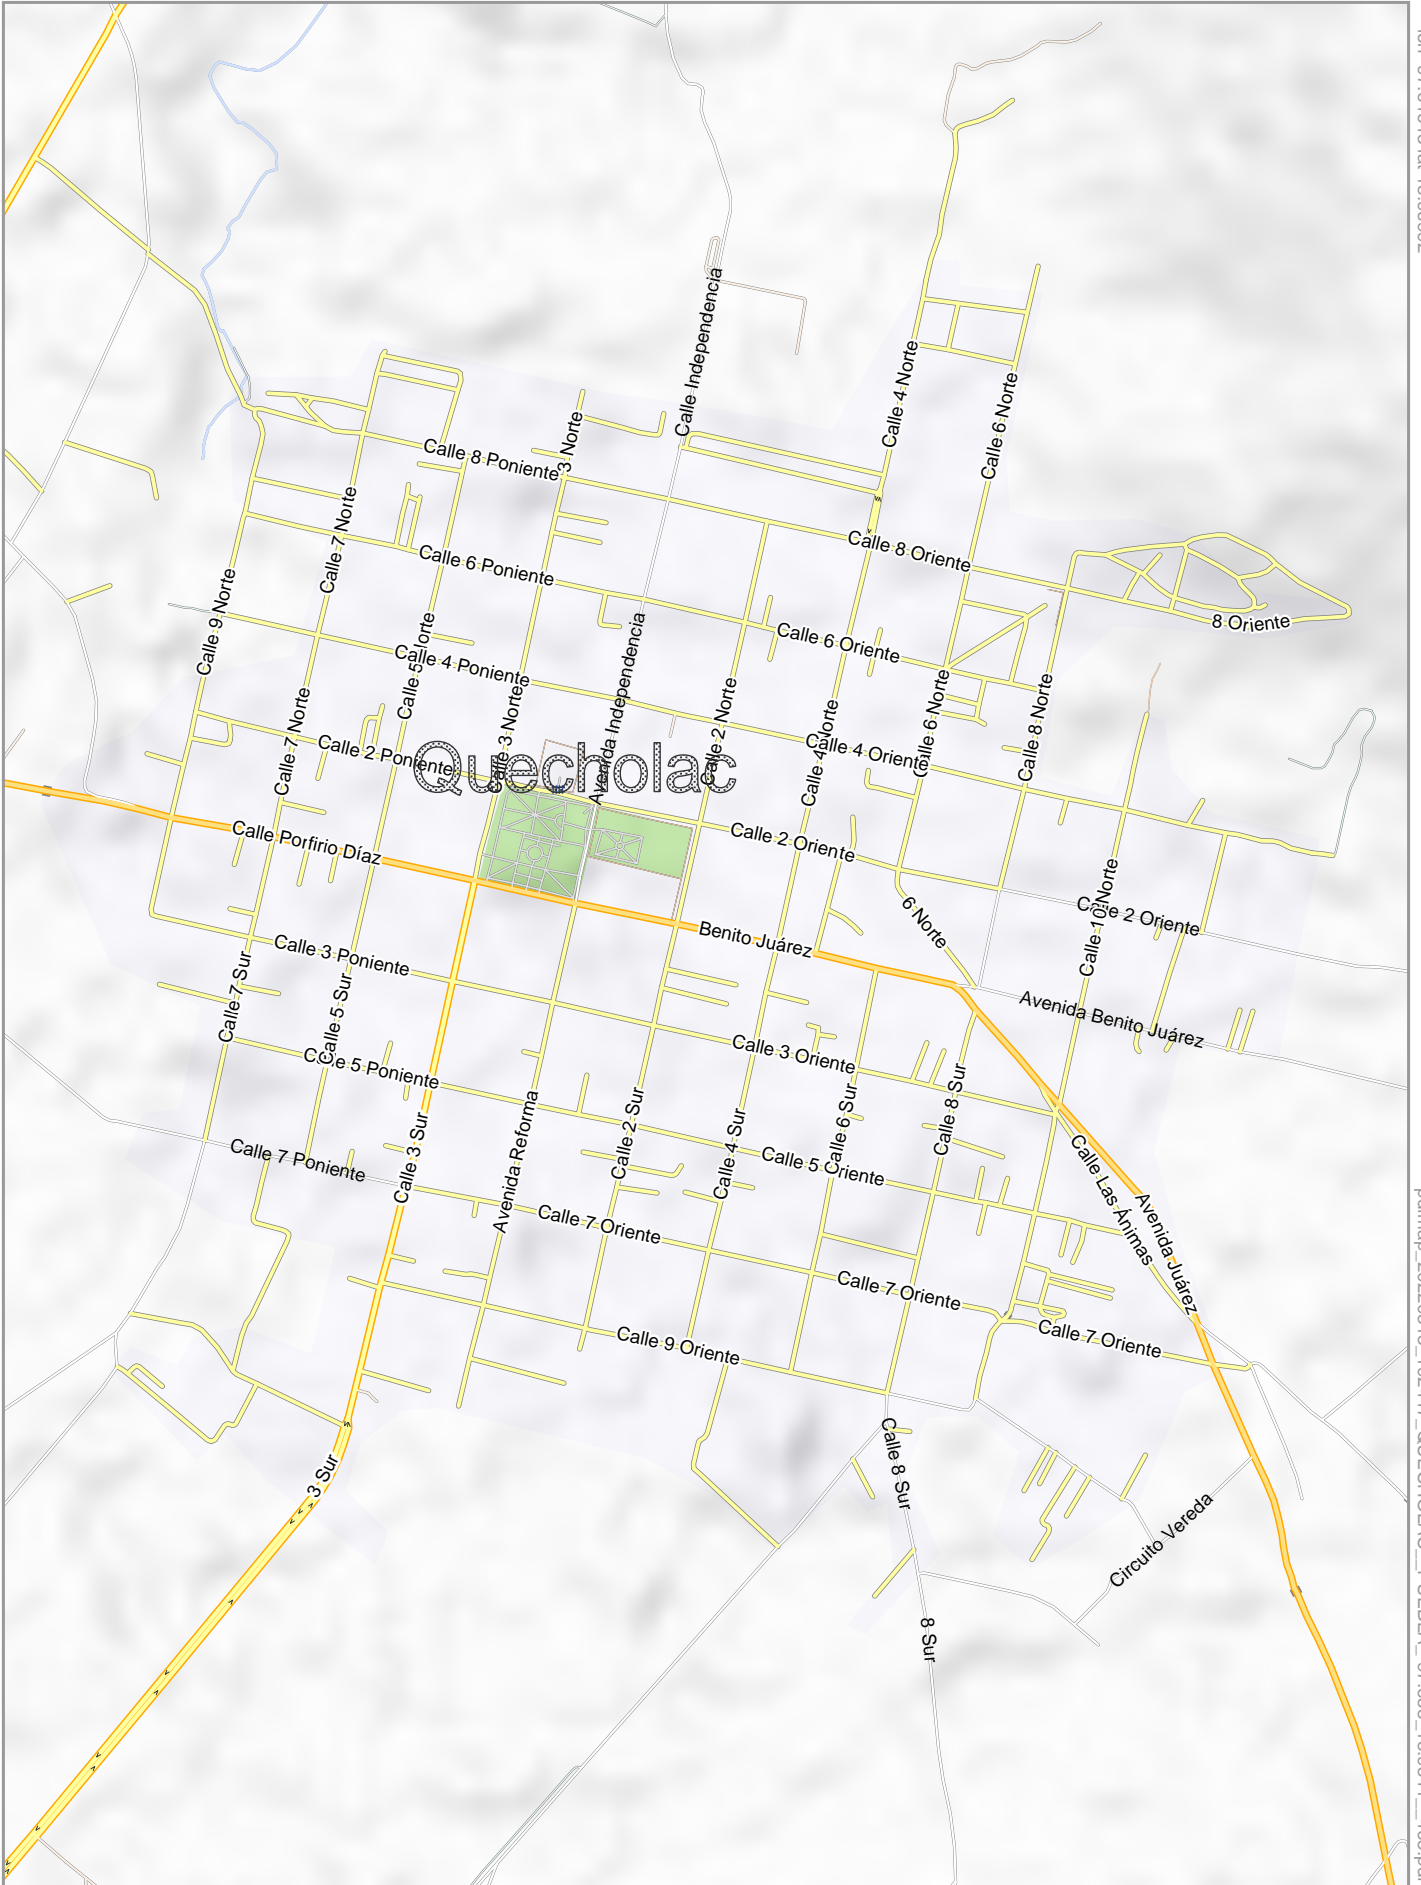 Calle Independencia
Calle 4 Norte
Calle 6 Norte
3 Norte
Calle 8 Poniente
Calle 7 Norte
Calle 8 Oriente
Calle 6 Poniente
Calle 9 Norte
8 Oriente
Calle 6 Oriente
Calle 5 Norte
Calle 4 Poniente
Avenida Independencia
Calle 3 Norte
Calle 2 Norte
Calle 6 Norte
Calle 8 Norte
Calle 7 Norte
Calle 4 Norte
Calle 4 Oriente
Calle 2 Poniente
Quecholac
Calle Porfirio Díaz
Calle 2 Oriente
Calle 10 Norte
Calle 2 Oriente
6 Norte
Benito Juárez
Calle 3 Poniente
Calle 7 Sur
Calle 5 Sur
Avenida Benito Juárez
Calle 3 Oriente
Calle 5 Poniente
Calle 8 Sur
Calle 6 Sur
Calle 2 Sur
Calle 4 Sur
Avenida Reforma
Calle 3 Sur
Calle 7 Poniente
Calle 5 Oriente
Calle Las Ánimas
Avenida Juárez
Calle 7 Oriente
Calle 7 Oriente
Calle 7 Oriente
Calle 9 Oriente
3 Sur
Calle 8 Sur
Circuito Vereda
8 Sur